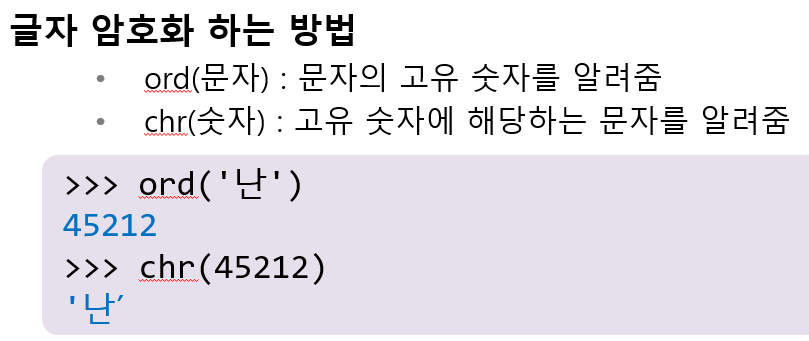 글자 암호화 하는 방법
• ord(문자) : 문자의 고유 숫자를 알려줌
• chr(숫자) : 고유 숫자에 해당하는 문자를 알려줌
>>> ord('난')
45212
>>> chr(45212)
'난′